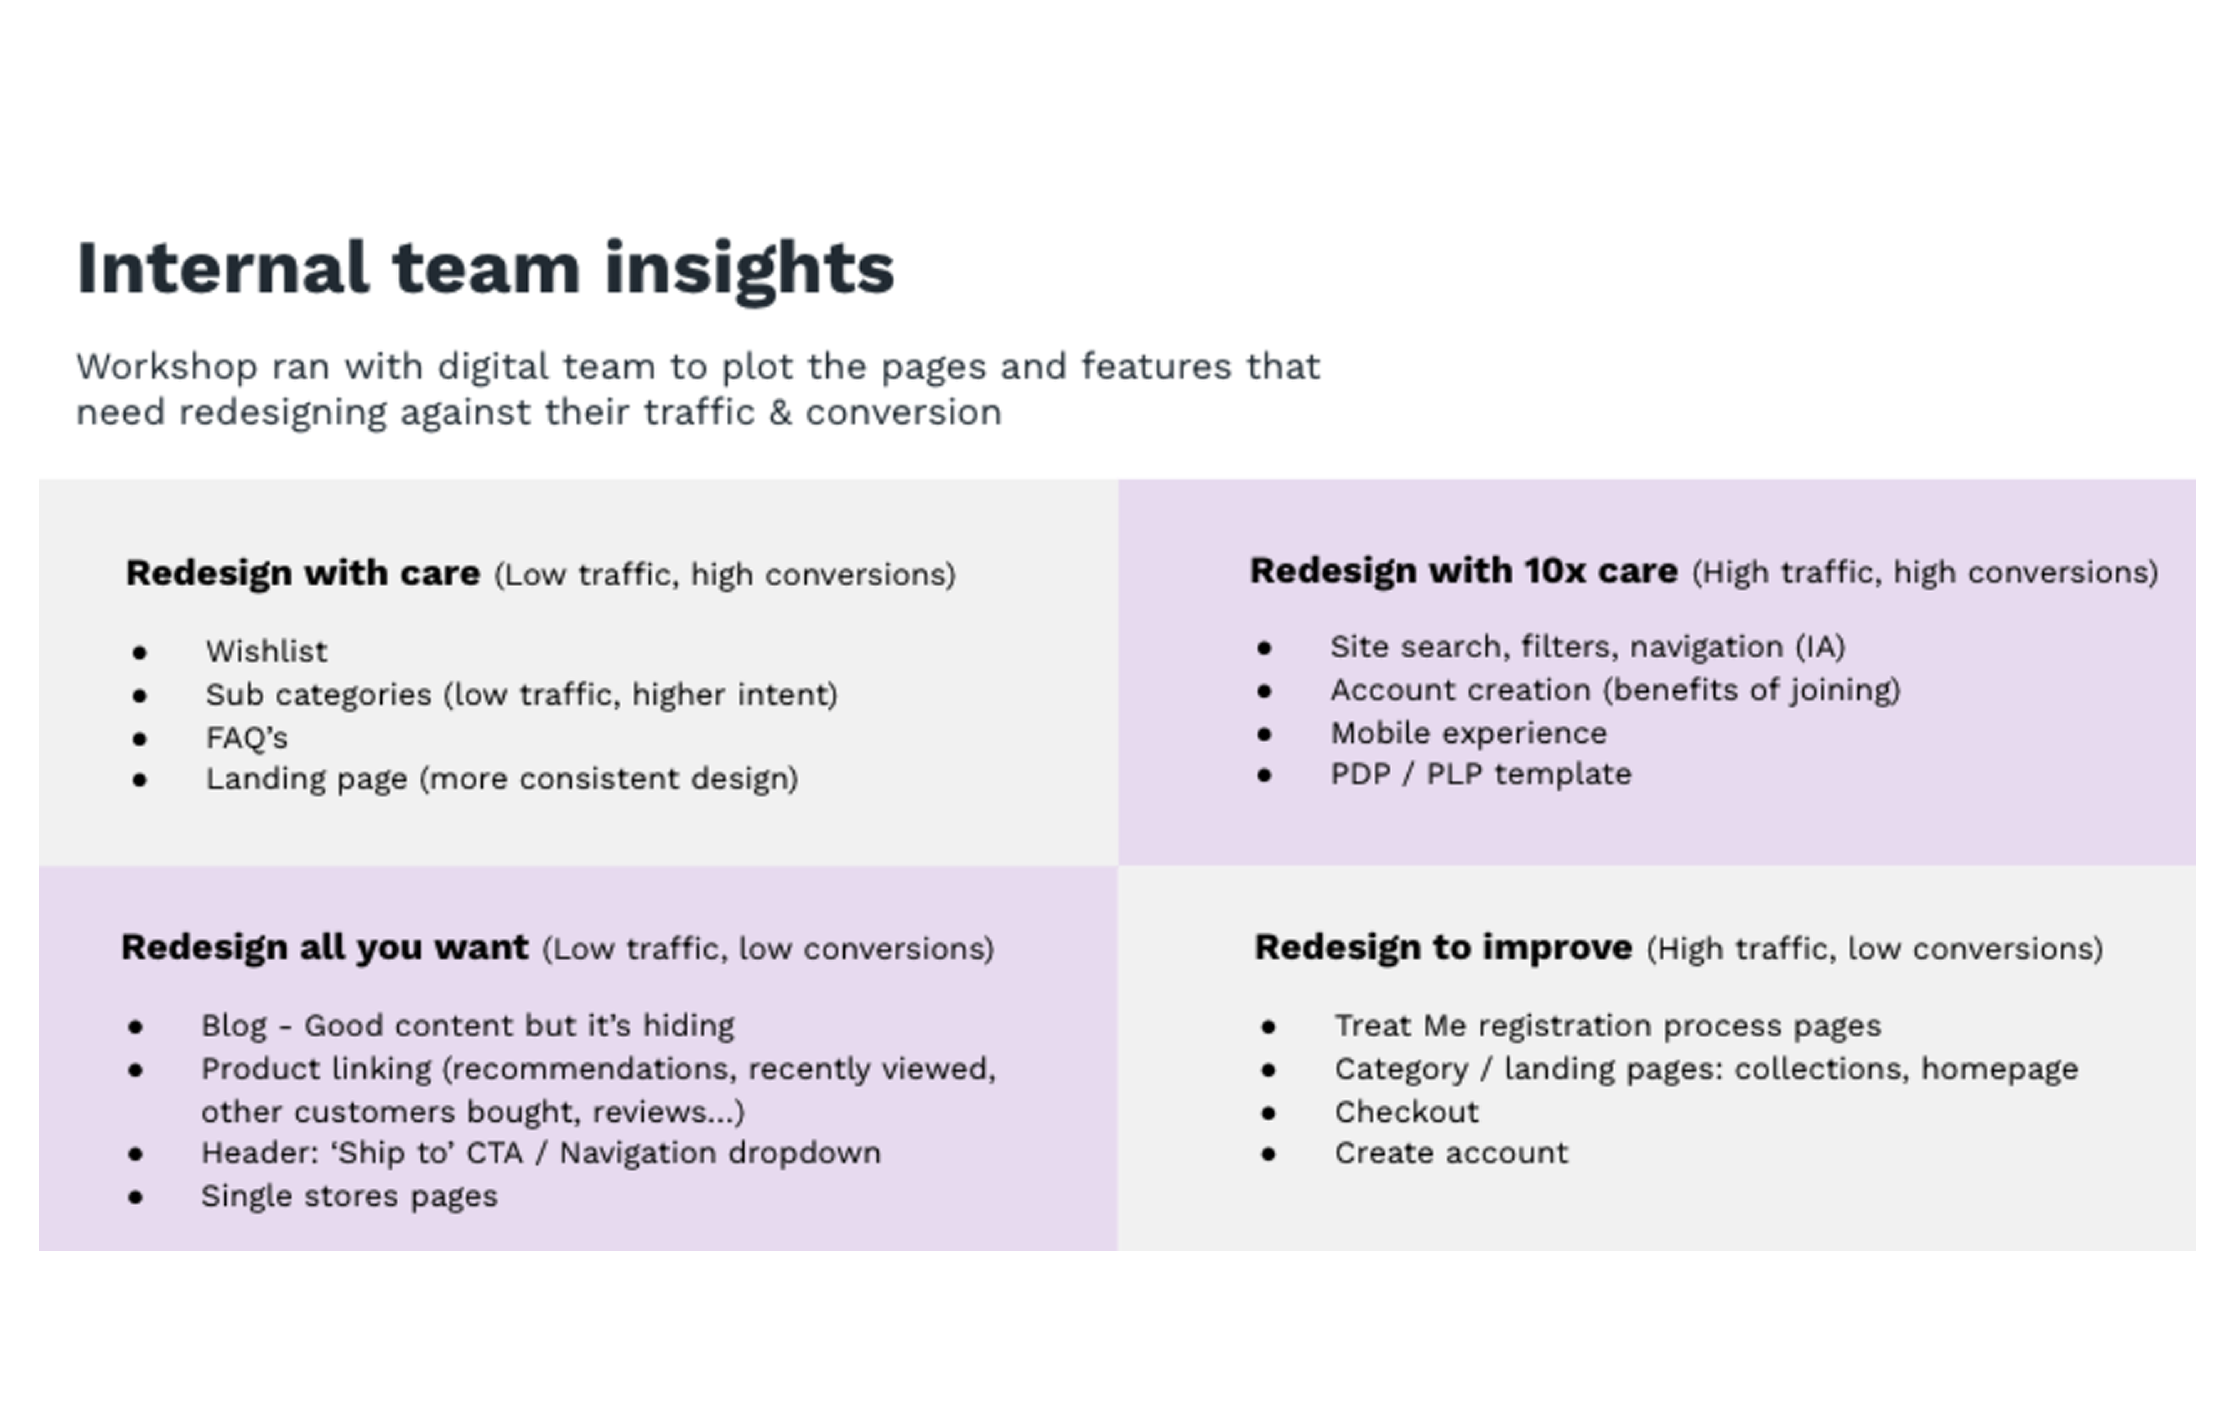 Internal team insights
Workshop ran with digital team to plot the pages and features that
need redesigning against their traffic & conversion
Redesign with care (Low traffic, high conversions)
● Wishlist
● Sub categories (low traffic, higher intent)
● FAQ’s
● Landing page (more consistent design)
Redesign with 10x care (High traffic, high conversions)
● Site search, filters, navigation (IA)
● Account creation (benefits of joining)
● Mobile experience
● PDP / PLP template
Redesign all you want (Low traffic, low conversions)
● Blog - Good content but it’s hiding
● Product linking (recommendations, recently viewed,
other customers bought, reviews...)
● Header: ‘Ship to’ CTA / Navigation dropdown
● Single stores pages
Redesign to improve (High traffic, low conversions)
● Treat Me registration process pages
● Category / landing pages: collections, homepage
● Checkout
● Create account